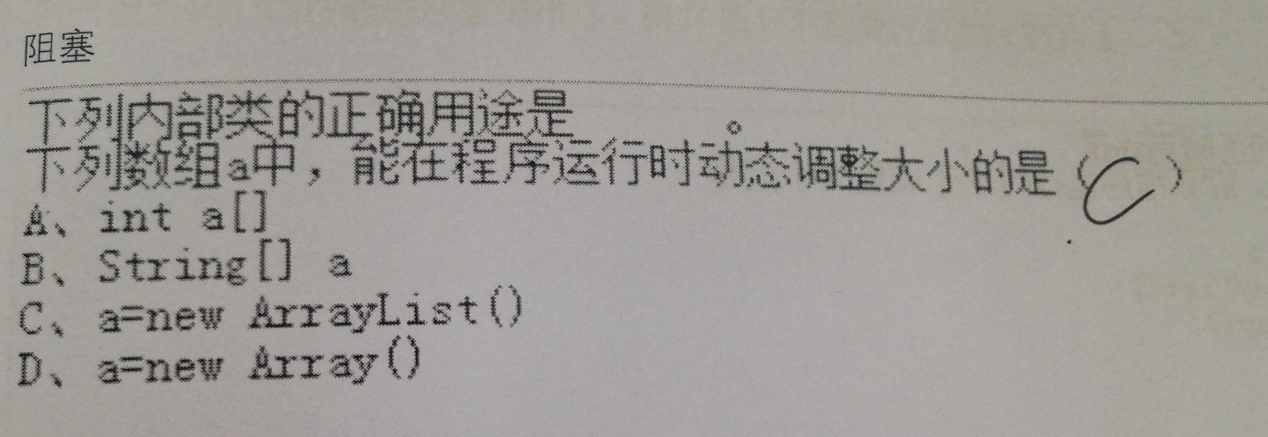 阻塞
下列内部类的正确用途是 。
下列数组a中，能在程序运行时动态调整大小的是（C）
A、int a[]
B、String[] a
C、a=new ArrayList()
D、a=new Array()